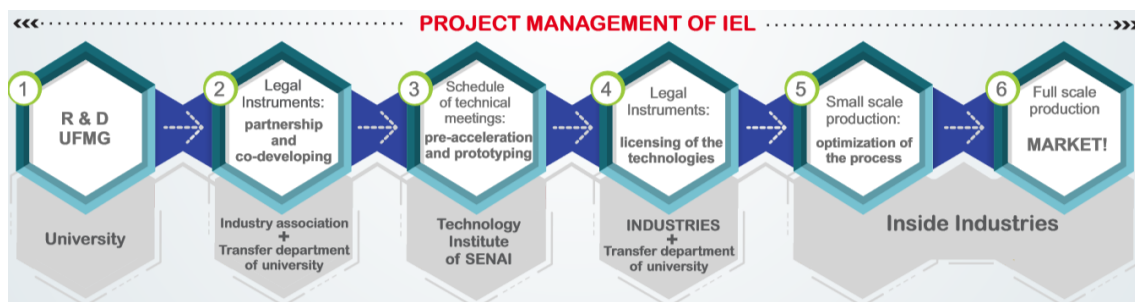 PROJECT MANAGEMENT OF IEL
1
R & D
UFMG
University
2
Legal
Instruments:
partnership
and
co-developing
Industry association
+
Transfer department
of university
3
Schedule
of technical
meetings:
pre-acceleration
and prototyping
Technology
Institute
of SENAI
4
Legal
Instruments:
licensing of the
technologies
INDUSTRIES
+
Transfer department
of university
5
Small scale
production:
optimization of
the process
6
Full scale
production
MARKET!
Inside Industries